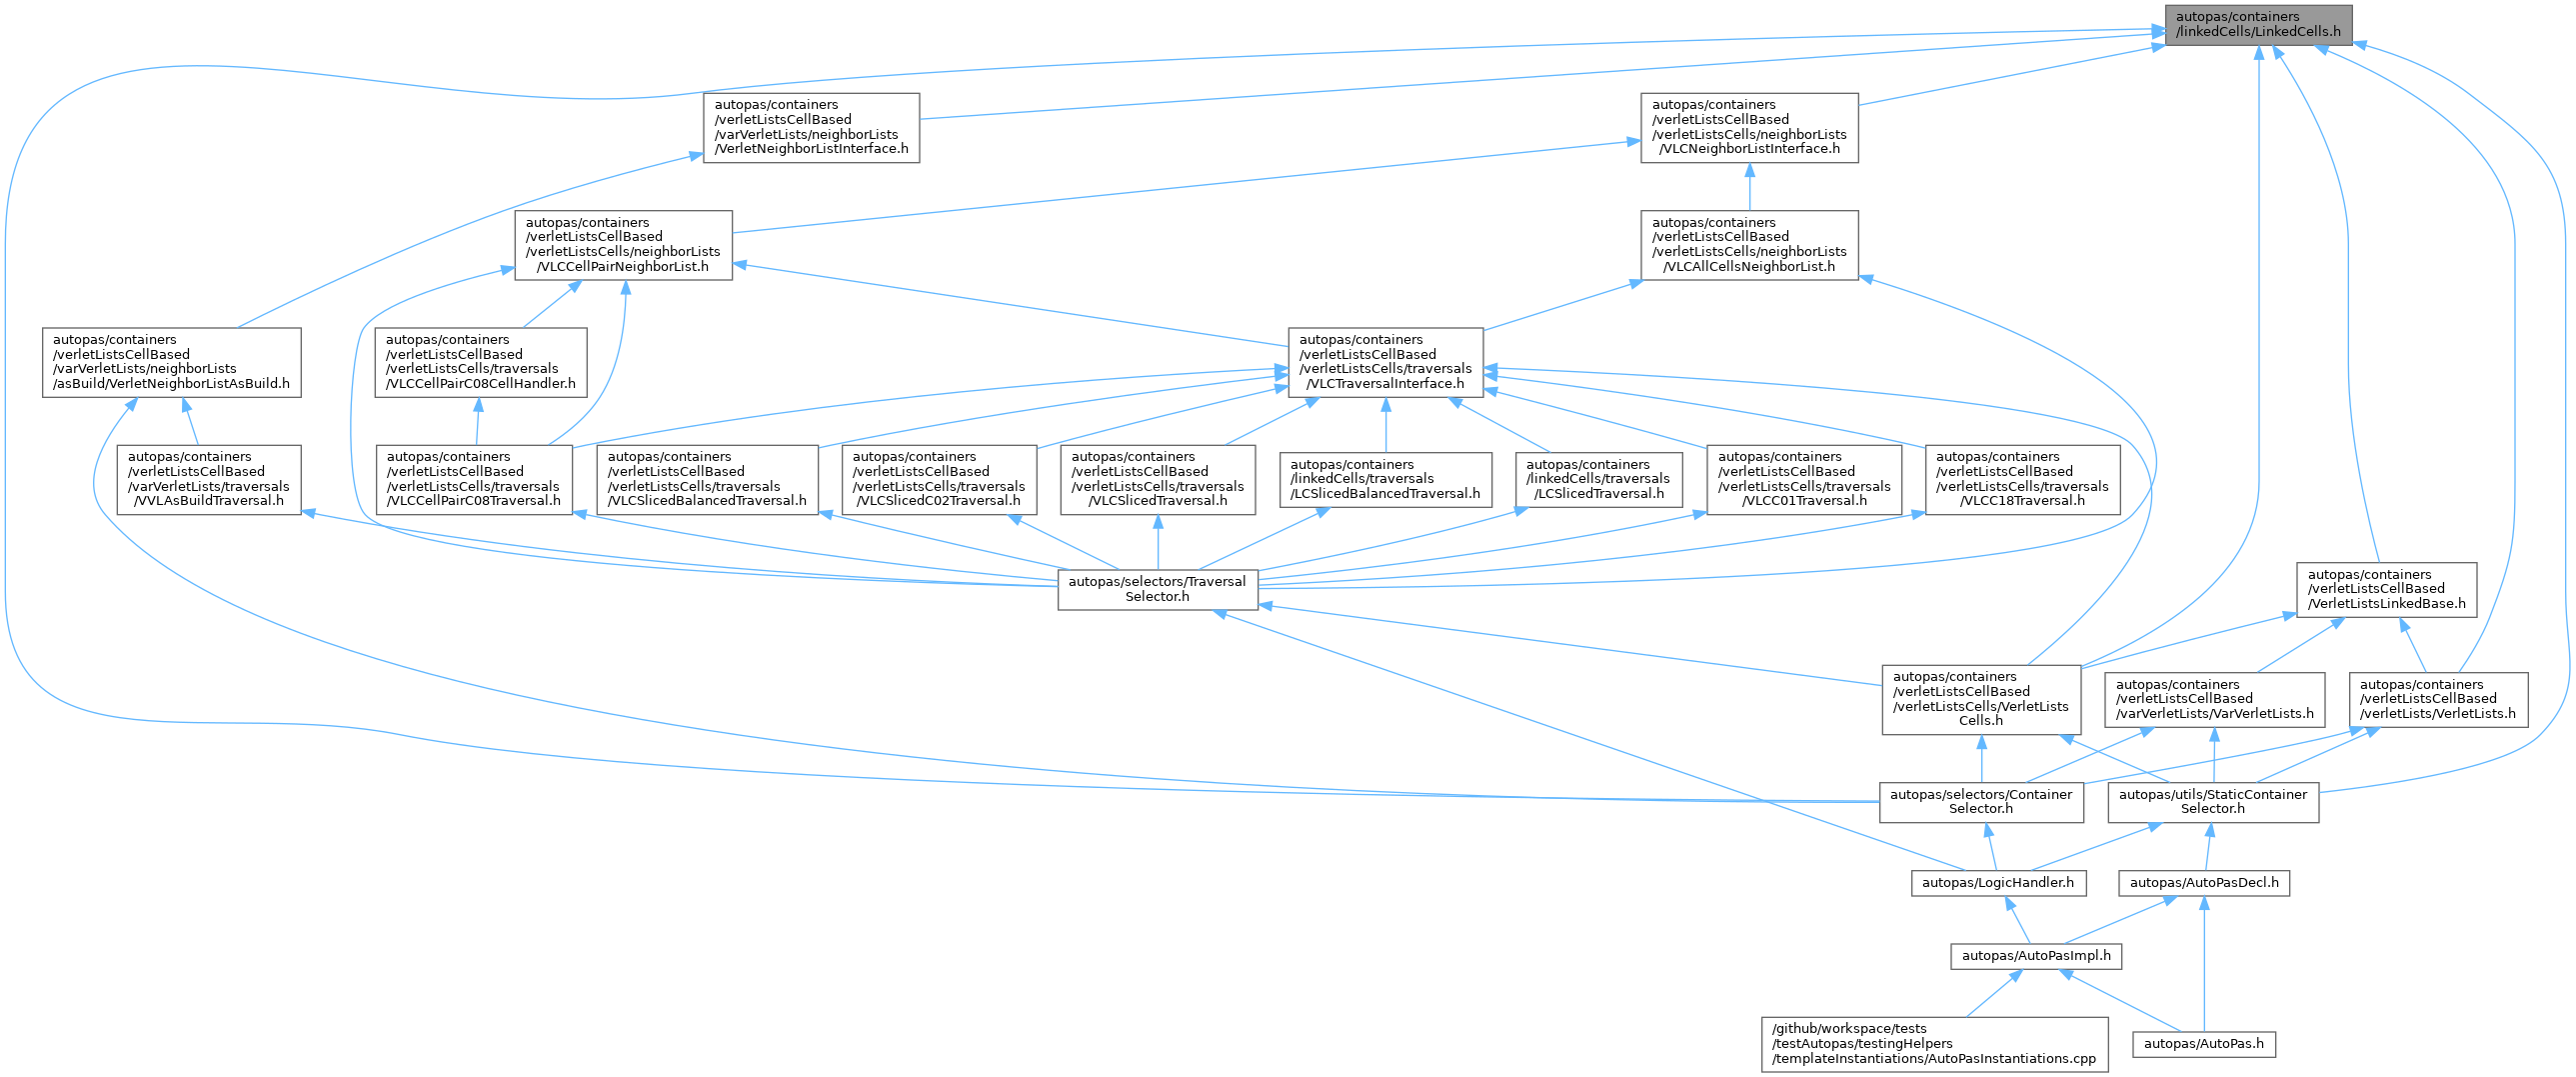 autopas/containers
/linkedCells/LinkedCells.h
autopas/containers
/verletListsCellBased
/varVerletLists/neighborLists
/VerletNeighborListInterface.h
autopas/containers
/verletListsCellBased
/verletListsCells/neighborLists
/VLCNeighborListInterface.h
autopas/containers
/verletListsCellBased
/verletListsCells/neighborLists
/VLCCellPairNeighborList.h
autopas/containers
/verletListsCellBased
/verletListsCells/neighborLists
/VLCAllCellsNeighborList.h
autopas/containers
/verletListsCellBased
/varVerletLists/neighborLists
/asBuild/VerletNeighborListAsBuild.h
autopas/containers
/verletListsCellBased
/verletListsCells/traversals
/VLCCellPairC08CellHandler.h
autopas/containers
/verletListsCellBased
/verletListsCells/traversals
/VLCTraversalInterface.h
autopas/containers
/verletListsCellBased
/varVerletLists/traversals
/VVLAsBuildTraversal.h
autopas/containers
/verletListsCellBased
/verletListsCells/traversals
/VLCCellPairC08Traversal.h
autopas/containers
/verletListsCellBased
/verletListsCells/traversals
/VLCSlicedBalancedTraversal.h
autopas/containers
/verletListsCellBased
/verletListsCells/traversals
/VLCSlicedC02Traversal.h
autopas/containers
/verletListsCellBased
/verletListsCells/traversals
/VLCSlicedTraversal.h
autopas/containers
/linkedCells/traversals
/LCSlicedBalancedTraversal.h
autopas/containers
/linkedCells/traversals
/LCSlicedTraversal.h
autopas/containers
/verletListsCellBased
/verletListsCells/traversals
/VLCC01Traversal.h
autopas/containers
/verletListsCellBased
/verletListsCells/traversals
/VLCC18Traversal.h
autopas/selectors/Traversal
Selector.h
autopas/containers
/verletListsCellBased
/VerletListsLinkedBase.h
autopas/containers
/verletListsCellBased
/verletListsCells/VerletLists
Cells.h
autopas/containers
/verletListsCellBased
/varVerletLists/VarVerletLists.h
autopas/containers
/verletListsCellBased
/verletLists/VerletLists.h
autopas/selectors/Container
Selector.h
autopas/utils/StaticContainer
Selector.h
autopas/LogicHandler.h
autopas/AutoPasDecl.h
autopas/AutoPasImpl.h
/github/workspace/tests
/testAutopas/testingHelpers
/templateInstantiations/AutoPasInstantiations.cpp
autopas/AutoPas.h